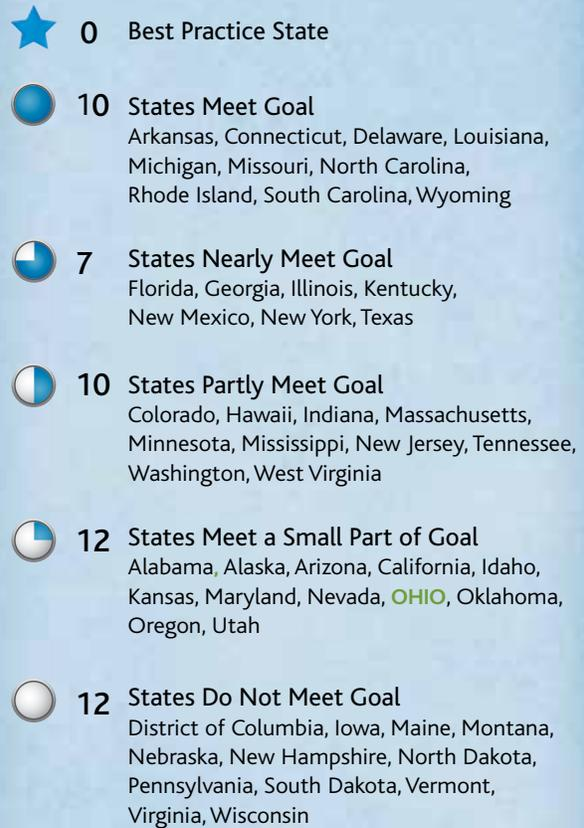 0 Best Practice State
10 States Meet Goal
Arkansas, Connecticut, Delaware, Louisiana,
Michigan, Missouri, North Carolina,
Rhode Island, South Carolina, Wyoming
7 States Nearly Meet Goal
Florida, Georgia, Illinois, Kentucky,
New Mexico, New York, Texas
10 States Partly Meet Goal
Colorado, Hawaii, Indiana, Massachusetts,
Minnesota, Mississippi, New Jersey, Tennessee,
Washington, West Virginia
12 States Meet a Small Part of Goal
Alabama, Alaska, Arizona, California, Idaho,
Kansas, Maryland, Nevada, OHIO, Oklahoma,
Oregon, Utah
12 States Do Not Meet Goal
District of Columbia, Iowa, Maine, Montana,
Nebraska, New Hampshire, North Dakota,
Pennsylvania, South Dakota, Vermont,
Virginia, Wisconsin